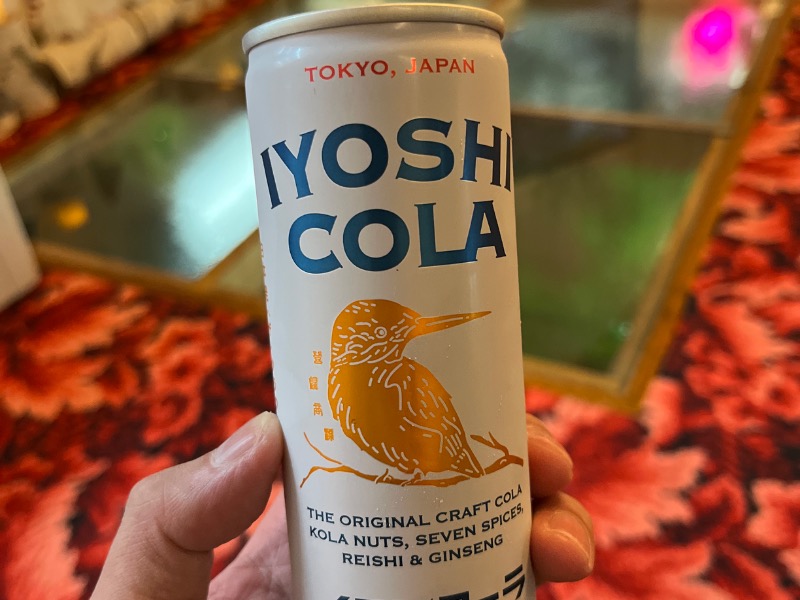 TOKYO, JAPAN
IYOSHI
COLA
THE ORIGINAL CRAFT COLA
KOLA NUTS, SEVEN SPICES,
REISHI & GINSENG